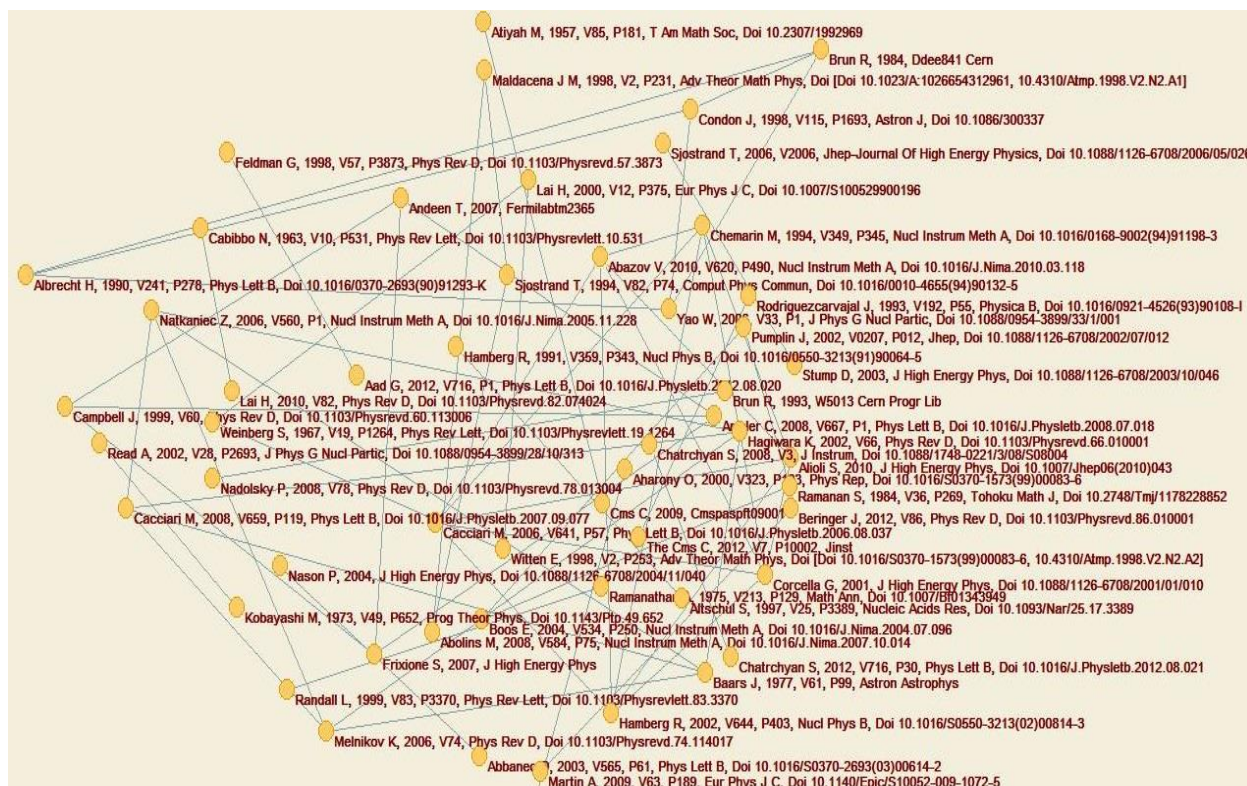 Atiyah M, 1957, V85, P181, T Am Math Soc, Doi 10.2307/1992969
Brun R, 1984, Ddee841 Cern
Maldacena J M, 1998, V2, P231, Adv Theor Math Phys, Doi [Doi 10.1023/A:1026654312961, 10.4310/Atmp.1998.V2.N2.A1]
Condon J, 1998, V115, P1693, Astron J, Doi 10.1086/300337
Sjostrand T, 2006, V2006, Jhep-Journal Of High Energy Physics, Doi 10.1088/1126-6708/2006/05/026
Feldman G, 1998, V57, P3873, Phys Rev D, Doi 10.1103/Physrevd.57.3873
Lai H, 2000, V12, P375, Eur Phys J C, Doi 10.1007/S100529900196
Andeen T, 2007, Fermilabtm2365
Cabibbo N, 1963, V10, P531, Phys Rev Lett, Doi 10.1103/Physrevlett.10.531
Chemarin M, 1994, V349, P345, Nucl Instrum Meth A, Doi 10.1016/0168-9002(94)91198-3
Abazov V, 2010, V620, P490, Nucl Instrum Meth A, Doi 10.1016/J.Nima.2010.03.118
Albrecht H, 1990, V241, P278, Phys Lett B, Doi 10.1016/0370-2693(90)91293-K
Sjostrand T, 1994, V82, P74, Comput Phys Commun, Doi 10.1016/0010-4655(94)90132-5
Rodriguezcarvajal J, 1993, V192, P55, Physica B, Doi 10.1016/0921-4526(93)90108-I
Natkaniec Z, 2006, V560, P1, Nucl Instrum Meth A, Doi 10.1016/J.Nima.2005.11.228
Yao W, V33, P1, J Phys G Nucl Partic, Doi 10.1088/0954-3899/33/1/001
Pumplin J, 2002, V0207, P012, Jhep, Doi 10.1088/1126-6708/2002/07/012
Hamberg R, 1991, V359, P343, Nucl Phys B, Doi 10.1016/0550-3213(91)90064-5
Stump D, 2003, J High Energy Phys, Doi 10.1088/1126-6708/2003/10/046
Aad G, 2012, V716, P1, Phys Lett B, Doi 10.1016/J.Physletb.2012.08.020
Lai H, 2010, V82, Phys Rev D, Doi 10.1103/Physrevd.82.074024
Brun R, 1993, W5013 Cern Progr Lib
Campbell J, 1999, V60, Phys Rev D, Doi 10.1103/Physrevd.60.113006
C, 2008, V667, P1, Phys Lett B, Doi 10.1016/J.Physletb.2008.07.018
Weinberg S, 1967, V19, P1264, Phys Rev Lett, Doi 10.1103/Physrevlett.19.1264
Hagiwara K, 2002, V66, Phys Rev D, Doi 10.1103/Physrevd.66.010001
Read A, 2002, V28, P2693, J Phys G Nucl Partic, Doi 10.1088/0954-3899/28/10/313
Chatrchyan S, 2008, V3, J Instrum, Doi 10.1088/1748-0221/3/08/S08004
Alioli S, 2010, J High Energy Phys, Doi 10.1007/Jhep06(2010)043
Aharony O, 2000, V323, Phys Rep, Doi 10.1016/S0370-1573(99)00083-6
Nadolsky P, 2008, V78, Phys Rev D, Doi 10.1103/Physrevd.78.013004
Ramanan S, 1984, V36, P269, Tohoku Math J, Doi 10.2748/Tmj/1178228852
Cms C, 2009, Cmspaspft09001
Beringer J, 2012, V86, Phys Rev D, Doi 10.1103/Physrevd.86.010001
Cacciari M, 2008, V659, P119, Phys Lett B, Doi 10.1016/J.Physletb.2007.09.077
Cacciari M, 2006, V641, P57, Phys Lett B, Doi 10.1016/J.Physletb.2006.08.037
The Cms C, 2012, V7, P10002, Jinst
Witten E, 1998, V2, P253, Adv Theor Math Phys, Doi [Doi 10.1016/S0370-1573(99)00083-6, 10.4310/Atmp.1998.V2.N2.A2]
Nason P, 2004, J High Energy Phys, Doi 10.1088/1126-6708/2004/11/040
Corcella G, 2001, J High Energy Phys, Doi 10.1088/1126-6708/2001/01/010
1975, V213, P129, Math Ann, Doi 10.1007/Bf01343949
Altschul S, 1997, V25, P3389, Nucleic Acids Res, Doi 10.1093/Nar/25.17.3389
Kobayashi M, 1973, V49, P652, Prog Theor Phys, Doi 10.1143/Ptp.49.652
Boos E, 2004, V534, P250, Nucl Instrum Meth A, Doi 10.1016/J.Nima.2004.07.096
Abolins M, 2008, V584, P75, Nucl Instrum Meth A, Doi 10.1016/J.Nima.2007.10.014
Frixione S, 2007, J High Energy Phys
Chatrchyan S, 2012, V716, P30, Phys Lett B, Doi 10.1016/J.Physletb.2012.08.021
Baars J, 1977, V61, P99, Astron Astrophys
Randall L, 1999, V83, P3370, Phys Rev Lett, Doi 10.1103/Physrevlett.83.3370
Hamberg R, 2002, V644, P403, Nucl Phys B, Doi 10.1016/S0550-3213(02)00814-3
Melnikov K, 2006, V74, Phys Rev D, Doi 10.1103/Physrevd.74.114017
2003, V565, P61, Phys Lett B, Doi 10.1016/S0370-2693(03)00614-2
Martin A, 2009, V63, P189, Eur Phys J C, Doi 10.1140/Epjc/S10052-009-1072-5